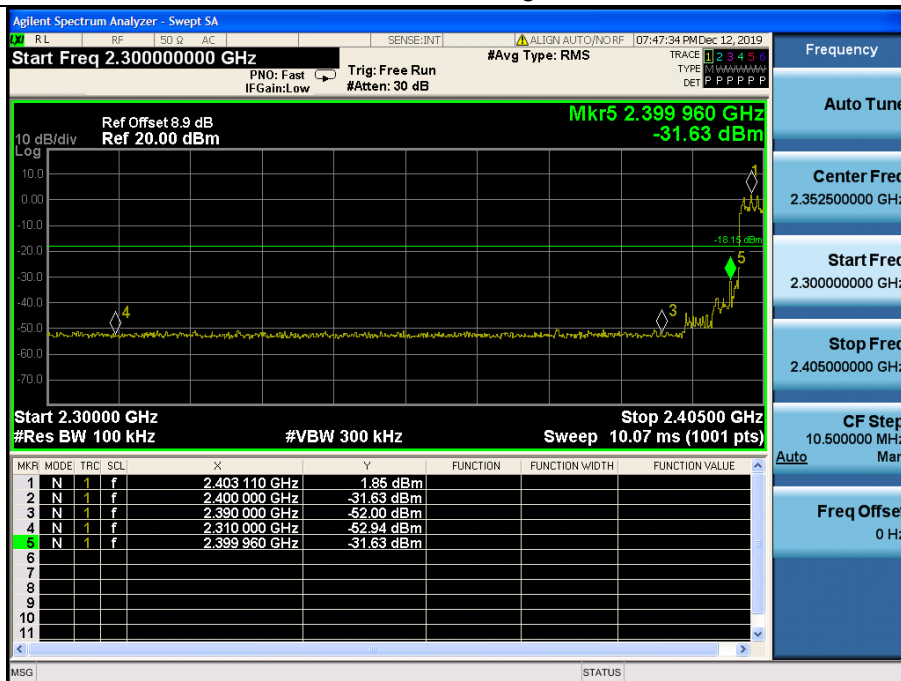 Agilent Spectrum Analyzer - Swept SA
LXI RL RF 50 Ω AC SENSE:INT ALIGN AUTO/NO RF 07:47:34 PM Dec 12, 2019
Start Freq 2.300000000 GHz
PNO: Fast
IFGain:Low
Trig: Free Run
#Atten: 30 dB
#Avg Type: RMS
TRACE 1 2 3 4 5 6
TYPE M WWWWW
DET P P P P P P
Ref Offset 8.9 dB
10 dB/div Ref 20.00 dBm
Log
Mkr5 2.399 960 GHz
-31.63 dBm
10.0
0.00
-10.0
-20.0
-30.0
-40.0
-50.0
-60.0
-70.0
1
-18.15 dBm
5
4
3
Start 2.30000 GHz Stop 2.40500 GHz
#Res BW 100 kHz #VBW 300 kHz Sweep 10.07 ms (1001 pts)
MKR MODE TRC SCL X Y FUNCTION FUNCTION WIDTH FUNCTION VALUE
1 N 1 f 2.403 110 GHz 1.85 dBm
2 N 1 f 2.400 000 GHz -31.63 dBm
3 N 1 f 2.390 000 GHz -52.00 dBm
4 N 1 f 2.310 000 GHz -52.94 dBm
5 N 1 f 2.399 960 GHz -31.63 dBm
6
7
8
9
10
11
MSG STATUS
Frequency
Auto Tune
Center Freq
2.352500000 GHz
Start Freq
2.300000000 GHz
Stop Freq
2.405000000 GHz
CF Step
10.500000 MHz
Auto Man
Freq Offset
0 Hz